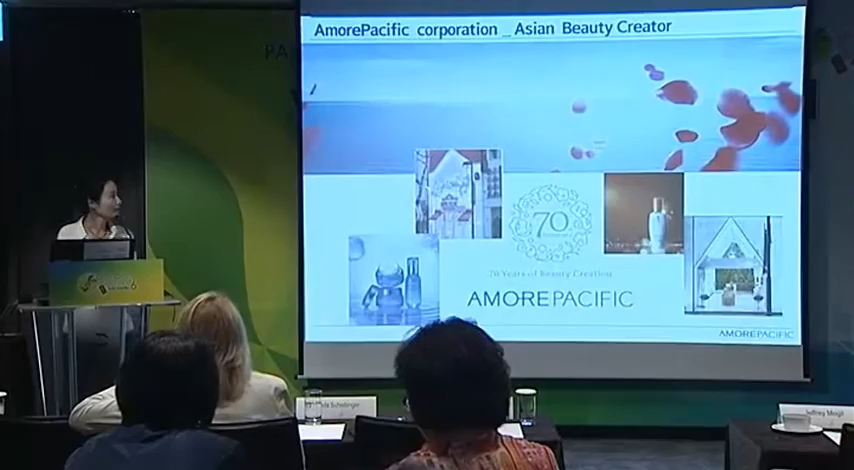 AmorePacific corporation _ Asian Beauty Creator
70
70 Years of Beauty Creation
AMOREPACIFIC
AMOREPACIFIC